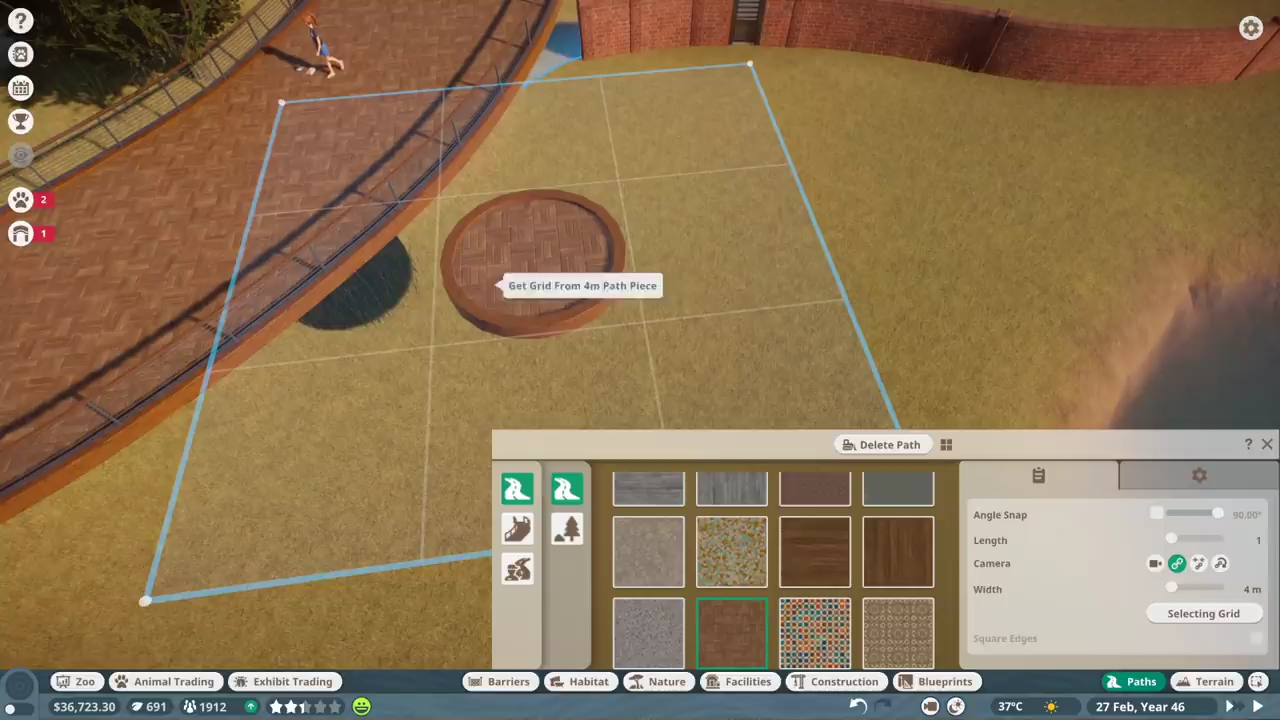 ?
2
1
Get Grid From 4m Path Piece
Delete Path
?
Angle Snap 90.00°
Length 1
Camera
Width 4 m
Selecting Grid
Square Edges
Zoo Animal Trading Exhibit Trading Barriers Habitat Nature Facilities Construction Blueprints Paths Terrain
$36,723.30 691 1912 37°C 27 Feb, Year 46